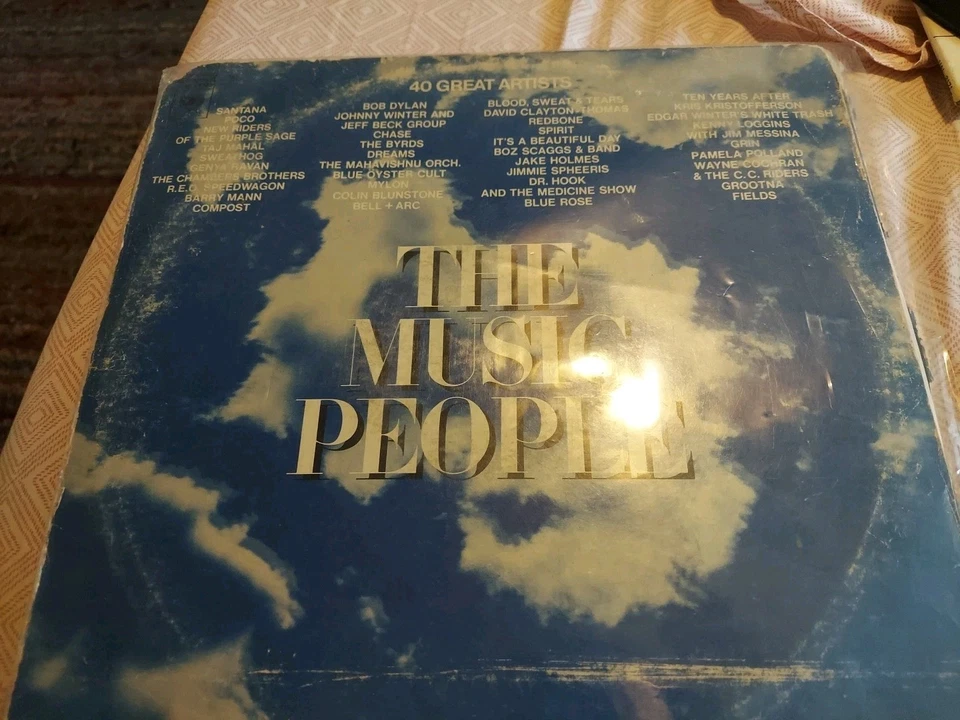 40 GREAT ARTISTS
SANTANA
POCO
NEW RIDERS
OF THE PURPLE SAGE
TAJ MAHAL
SWEATHOG
GENYA RAVAN
THE CHAMBERS BROTHERS
R.E.O. SPEEDWAGON
BARRY MANN
COMPOST
BOB DYLAN
JOHNNY WINTER AND
JEFF BECK GROUP
CHASE
THE BYRDS
DREAMS
THE MAHAVISHNU ORCH.
BLUE OYSTER CULT
MYLON
COLIN BLUNSTONE
BELL + ARC
BLOOD, SWEAT & TEARS
DAVID CLAYTON-THOMAS
REDBONE
SPIRIT
IT'S A BEAUTIFUL DAY
BOZ SCAGGS & BAND
JAKE HOLMES
JIMMIE SPHEERIS
DR. HOOK
AND THE MEDICINE SHOW
BLUE ROSE
TEN YEARS AFTER
KRIS KRISTOFFERSON
EDGAR WINTER'S WHITE TRASH
KENNY LOGGINS
WITH JIM MESSINA
GRIN
PAMELA POLLAND
WAYNE COCHRAN
& THE C.C. RIDERS
GROOTNA
FIELDS
THE
MUSIC
PEOPLE